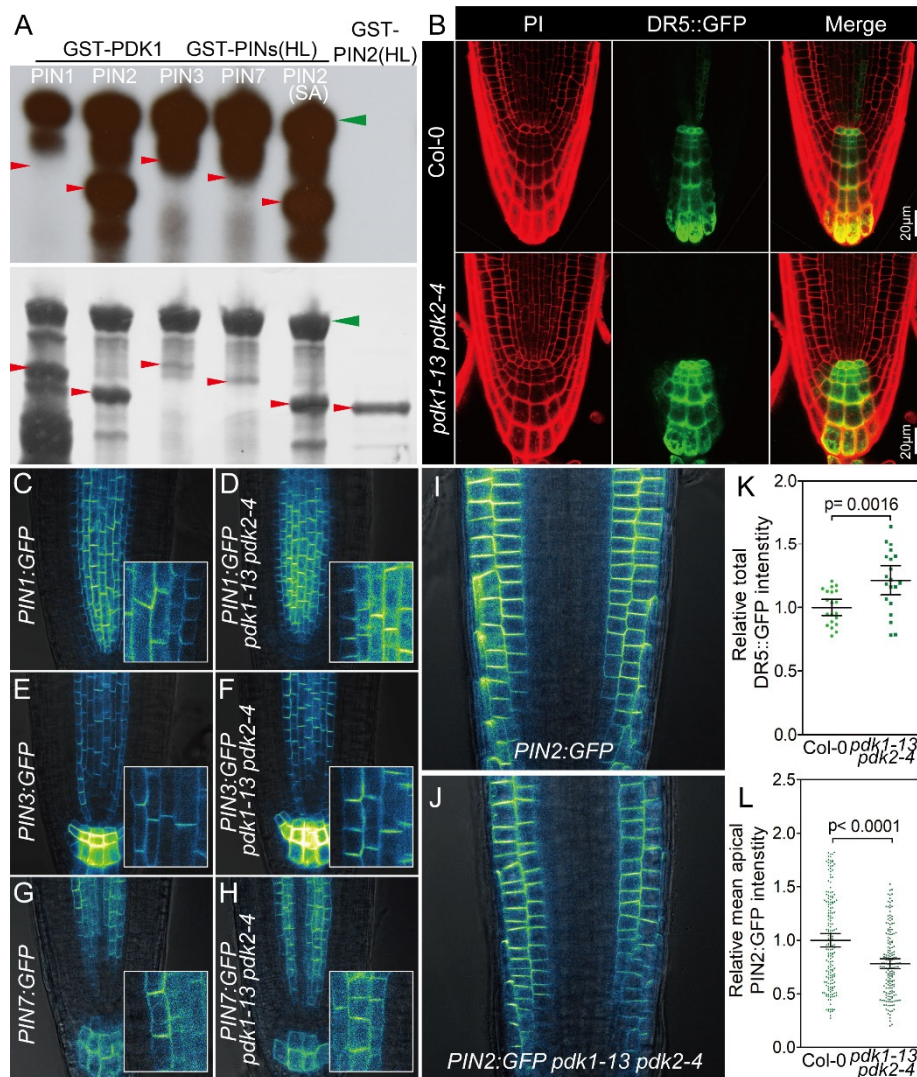 A
GST-PDK1
GST-PINs(HL)
GST-
PIN2(HL)
PIN1
PIN2
PIN3
PIN7
PIN2
(SA)
B
PI
DR5::GFP
Merge
Col-0
20μm
pdk1-13 pdk2-4
20μm
C
PIN1:GFP
D
PIN1:GFP
pdk1-13 pdk2-4
E
PIN3:GFP
F
PIN3:GFP
pdk1-13 pdk2-4
G
PIN7:GFP
H
PIN7:GFP
pdk1-13 pdk2-4
I
PIN2:GFP
J
PIN2:GFP pdk1-13 pdk2-4
K
Relative total
DR5::GFP intenstity
2.0
1.5
1.0
0.5
0.0
p= 0.0016
Col-0
pdk1-13
pdk2-4
L
Relative mean apical
PIN2:GFP intenstity
2.5
2.0
1.5
1.0
0.5
0.0
p< 0.0001
Col-0
pdk1-13
pdk2-4